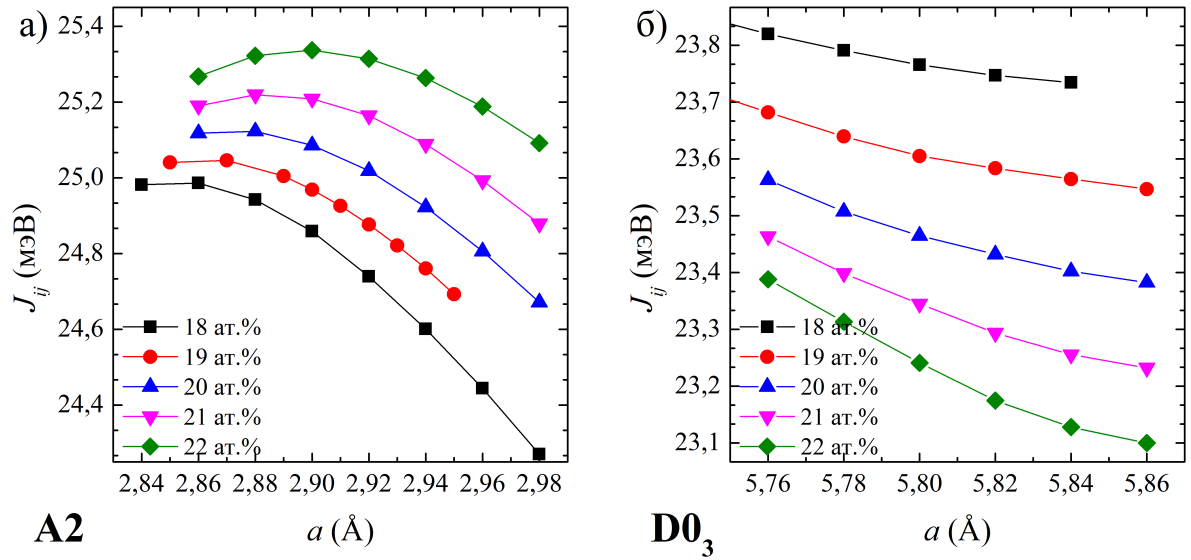 а)
25,4
25,2
25,0
24,8
24,6
24,4
J_ij (мэВ)
18 ат.%
19 ат.%
20 ат.%
21 ат.%
22 ат.%
2,84 2,86 2,88 2,90 2,92 2,94 2,96 2,98
A2
a (Å)
б)
23,8
23,7
23,6
23,5
23,4
23,3
23,2
23,1
J_ij (мэВ)
18 ат.%
19 ат.%
20 ат.%
21 ат.%
22 ат.%
5,76 5,78 5,80 5,82 5,84 5,86
D0₃
a (Å)